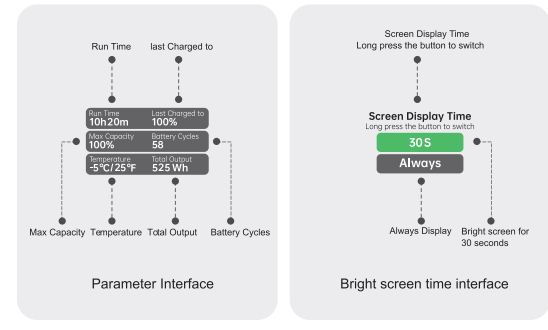 Run Time last Charged to
Run Time Last Charged to
10h20m 100%
Max Capacity Battery Cycles
100% 58
Temperature Total Output
-5°C/25°F 525Wh
Max Capacity Temperature Total Output Battery Cycles
Parameter Interface
Screen Display Time
Long press the button to switch
Screen Display Time
Long press the button to switch
30S
Always
Always Display
Bright screen for
30 seconds
Bright screen time interface